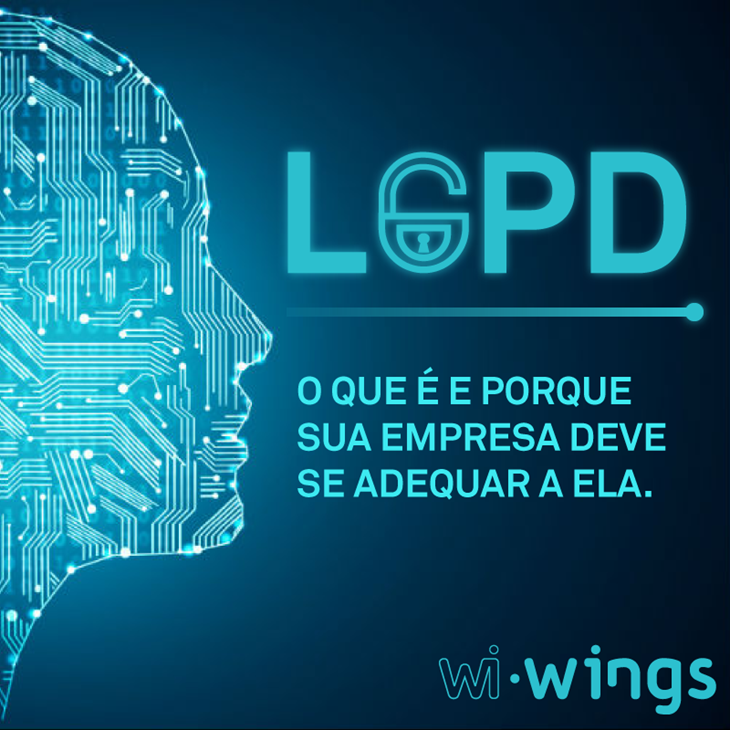 LGPD
O QUE É E PORQUE
SUA EMPRESA DEVE
SE ADEQUAR A ELA.
wi·wings